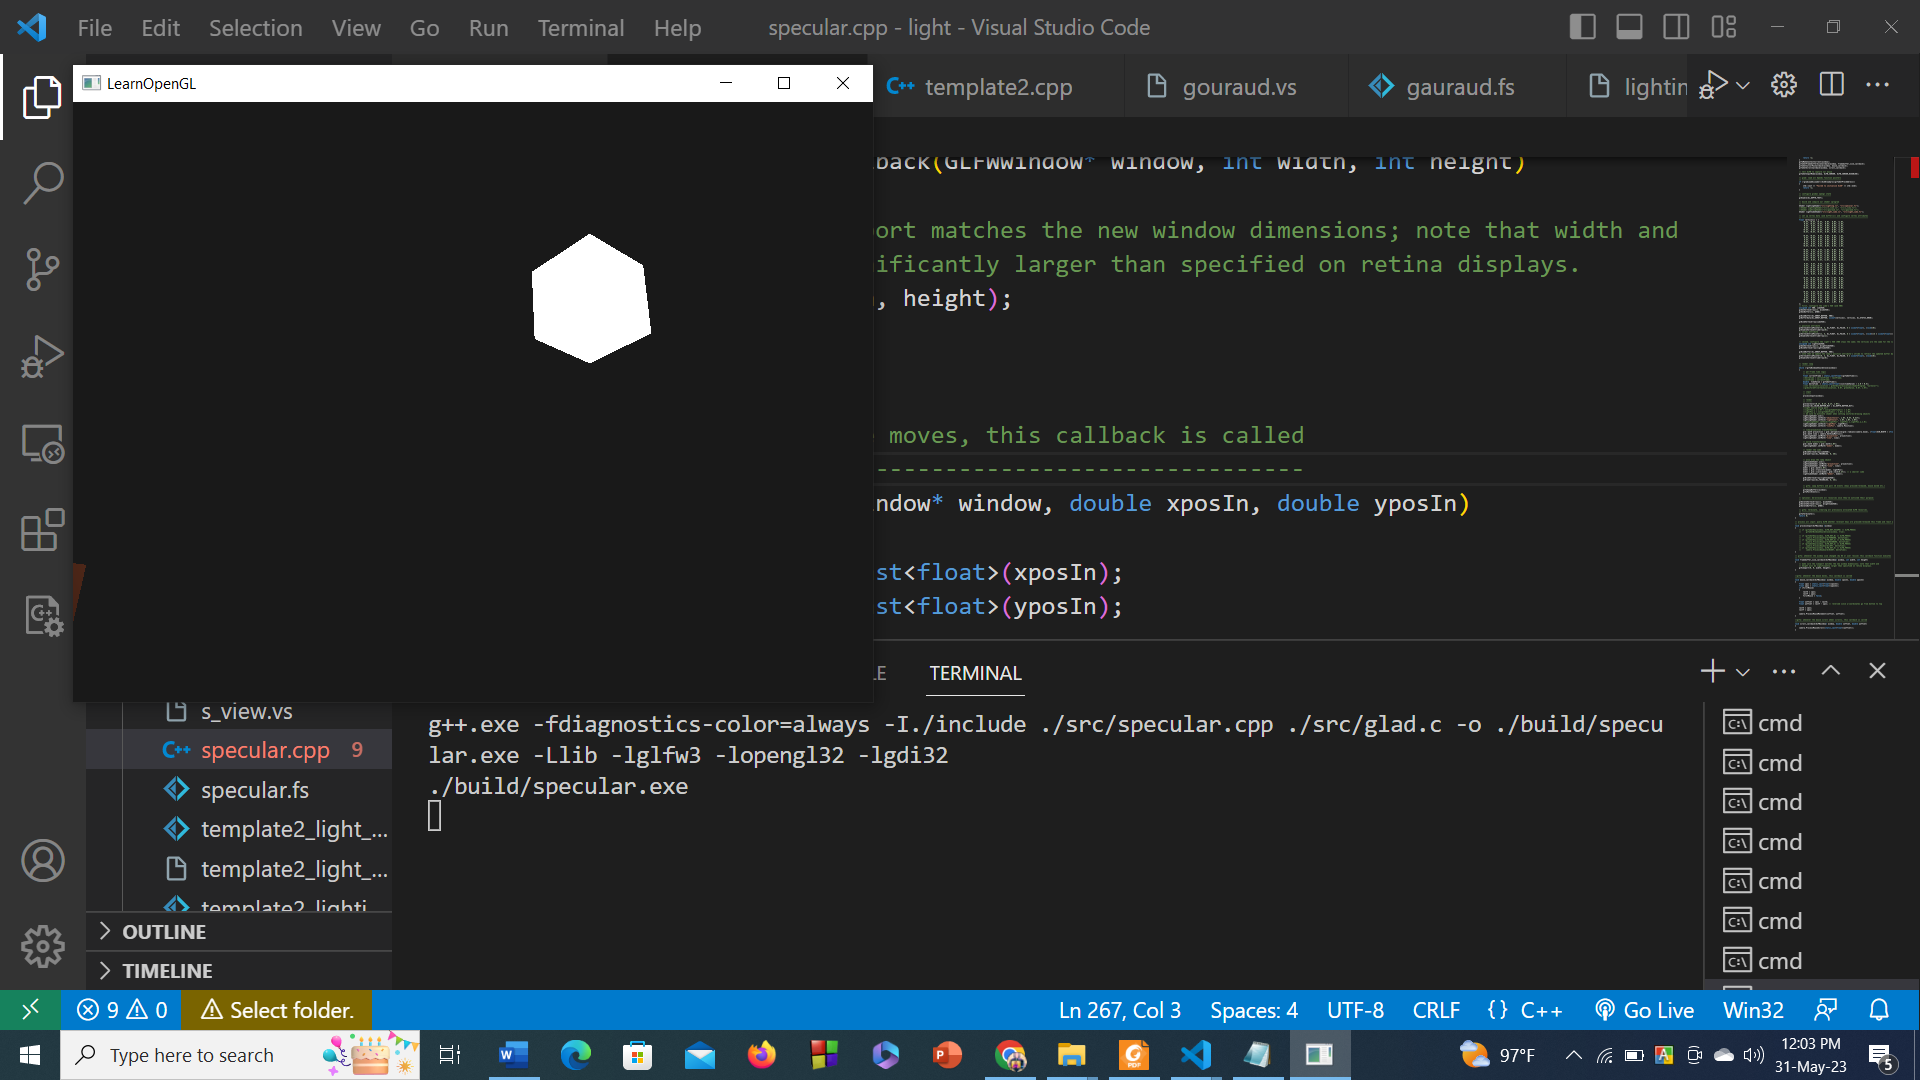 File Edit Selection View Go Run Terminal Help
specular.cpp - light - Visual Studio Code
LearnOpenGL
template2.cpp
gouraud.vs
gauraud.fs
lightin
back(GLFWwindow* window, int width, int height)
ort matches the new window dimensions; note that width and
ificantly larger than specified on retina displays.
, height);
moves, this callback is called
-------------------------------
ndow* window, double xposIn, double yposIn)
st<float>(xposIn);
st<float>(yposIn);
LE
TERMINAL
s_view.vs
specular.cpp 9
specular.fs
template2_light_...
template2_light_...
template2_lighti
OUTLINE
TIMELINE
g++.exe -fdiagnostics-color=always -I./include ./src/specular.cpp ./src/glad.c -o ./build/specu
lar.exe -Llib -lglfw3 -lopengl32 -lgdi32
./build/specular.exe
cmd
cmd
cmd
cmd
cmd
cmd
cmd
9 0 Select folder.
Ln 267, Col 3 Spaces: 4 UTF-8 CRLF {} C++ Go Live Win32
Type here to search
97°F
12:03 PM
31-May-23
5